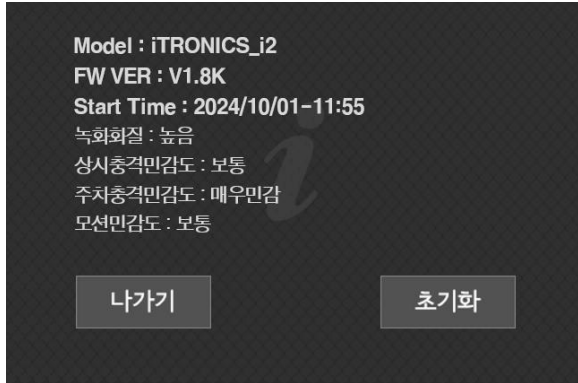 Model : iTRONICS_i2
FW VER : V1.8K
Start Time : 2024/10/01-11:55
녹화화질 : 높음
상시충격민감도 : 보통
주차충격민감도 : 매우민감
모션민감도 : 보통
나가기 초기화